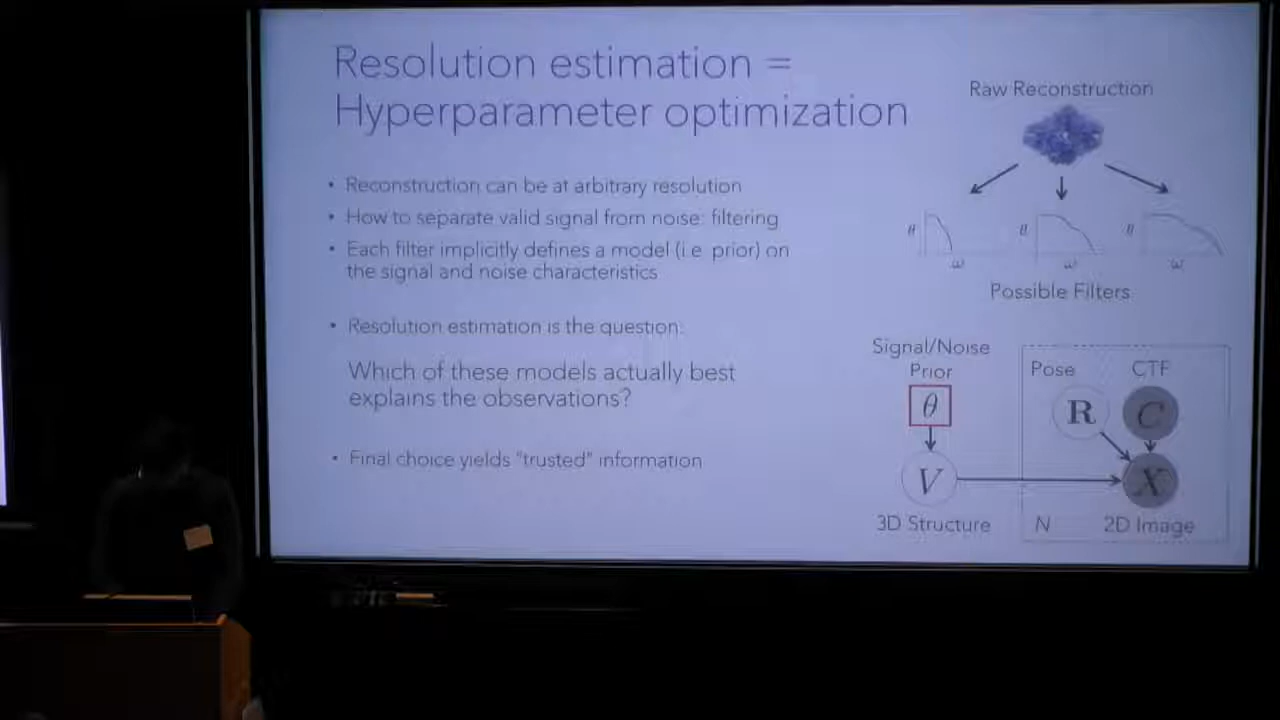 Resolution estimation =
Hyperparameter optimization
• Reconstruction can be at arbitrary resolution
• How to separate valid signal from noise: filtering
• Each filter implicitly defines a model (i.e. prior) on
the signal and noise characteristics
• Resolution estimation is the question:
Which of these models actually best
explains the observations?
• Final choice yields "trusted" information
Raw Reconstruction
θ θ θ
ω ω ω
Possible Filters
Signal/Noise
Prior
Pose CTF
θ R C
V X
3D Structure N 2D Image